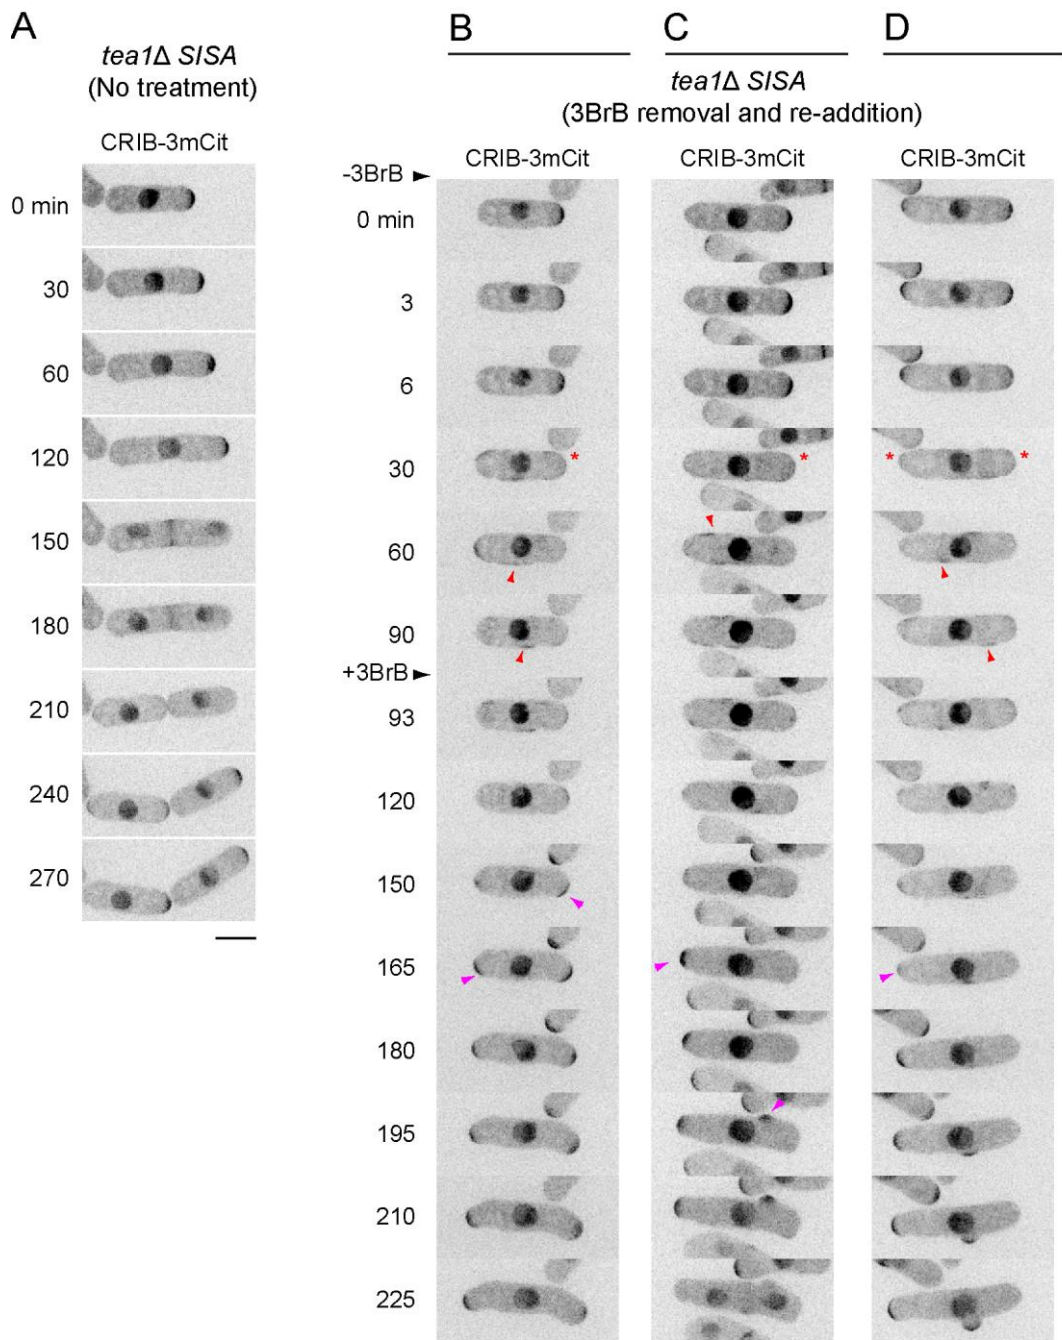 A
tea1Δ SISA
(No treatment)
CRIB-3mCit
0 min
30
60
120
150
180
210
240
270
B
C
D
tea1Δ SISA
(3BrB removal and re-addition)
CRIB-3mCit
CRIB-3mCit
CRIB-3mCit
-3BrB
0 min
3
6
30
* * * *
60
90
+3BrB
93
120
150
165
180
195
210
225